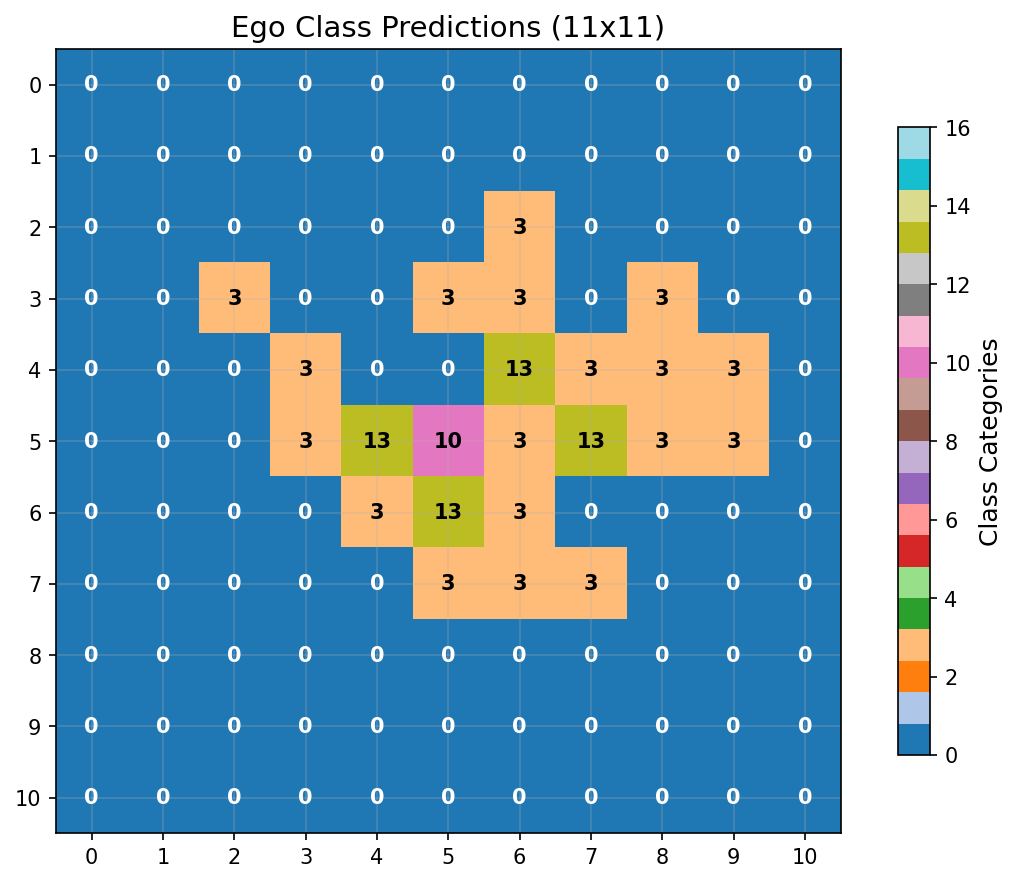 Ego Class Predictions (11x11)
0 0 0 0 0 0 0 0 0 0 0 0
1 0 0 0 0 0 0 0 0 0 0 0
2 0 0 0 0 0 0 3 0 0 0 0
3 0 0 3 0 0 3 3 0 3 0 0
4 0 0 0 3 0 0 13 3 3 3 0
5 0 0 0 3 13 10 3 13 3 3 0
6 0 0 0 0 3 13 3 0 0 0 0
7 0 0 0 0 0 3 3 3 0 0 0
8 0 0 0 0 0 0 0 0 0 0 0
9 0 0 0 0 0 0 0 0 0 0 0
10 0 0 0 0 0 0 0 0 0 0 0
0 1 2 3 4 5 6 7 8 9 10
16
14
12
10
8
6
4
2
0
Class Categories